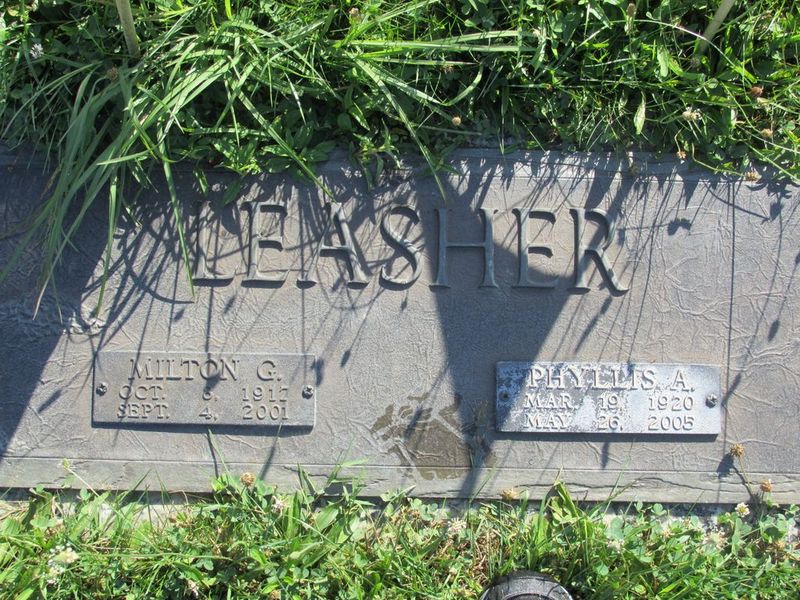 LEASHER
MILTON G.
OCT. 6, 1917
SEPT. 4, 2001
PHYLLIS A.
MAR. 19, 1920
MAY 26, 2005